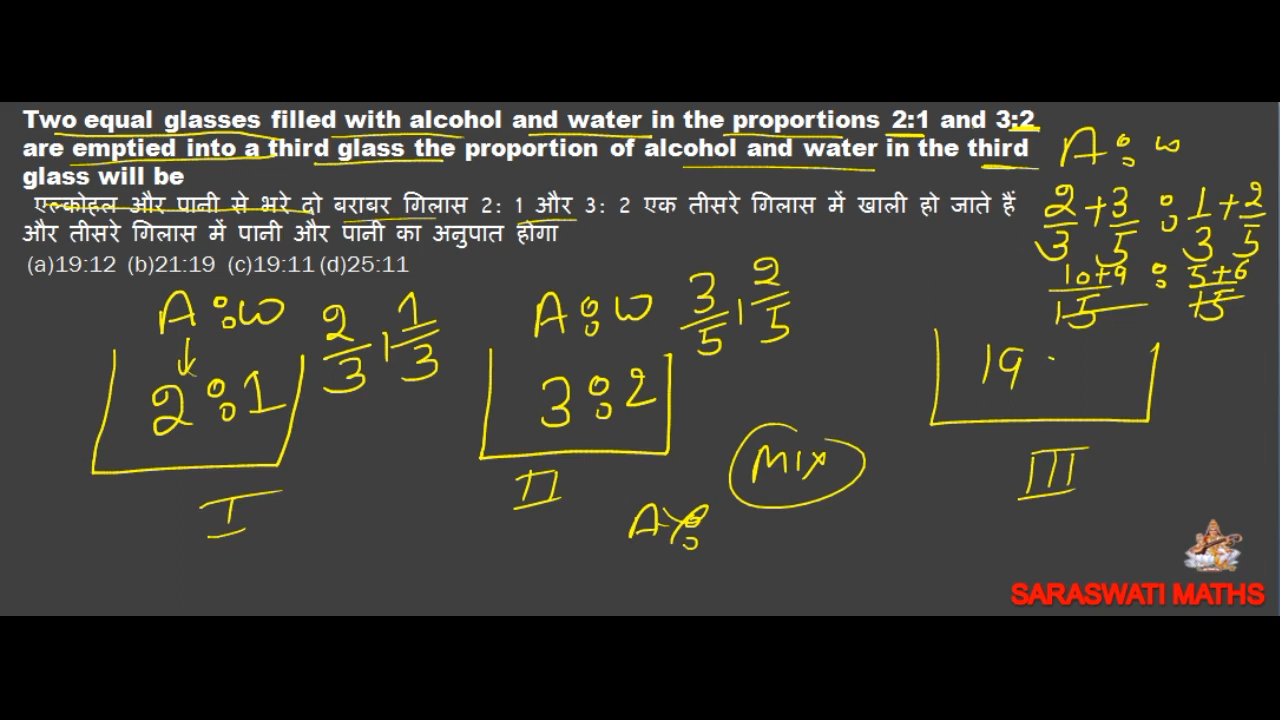 Two equal glasses filled with alcohol and water in the proportions 2:1 and 3:2
are emptied into a third glass the proportion of alcohol and water in the third
glass will be
एल्कोहल और पानी से भरे दो बराबर गिलास 2: 1 और 3: 2 एक तीसरे गिलास में खाली हो जाते हैं
और तीसरे गिलास में पानी और पानी का अनुपात होगा
(a)19:12 (b)21:19 (c)19:11 (d)25:11
A : w
2/3 + 3/5 : 1/3 + 2/5
10+9/15 : 5+6/15
A : w
2/3 , 1/3
2 : 1
I
A : w
3/5 , 2/5
3 : 2
II
MIX
A
19 :
III
SARASWATI MATHS